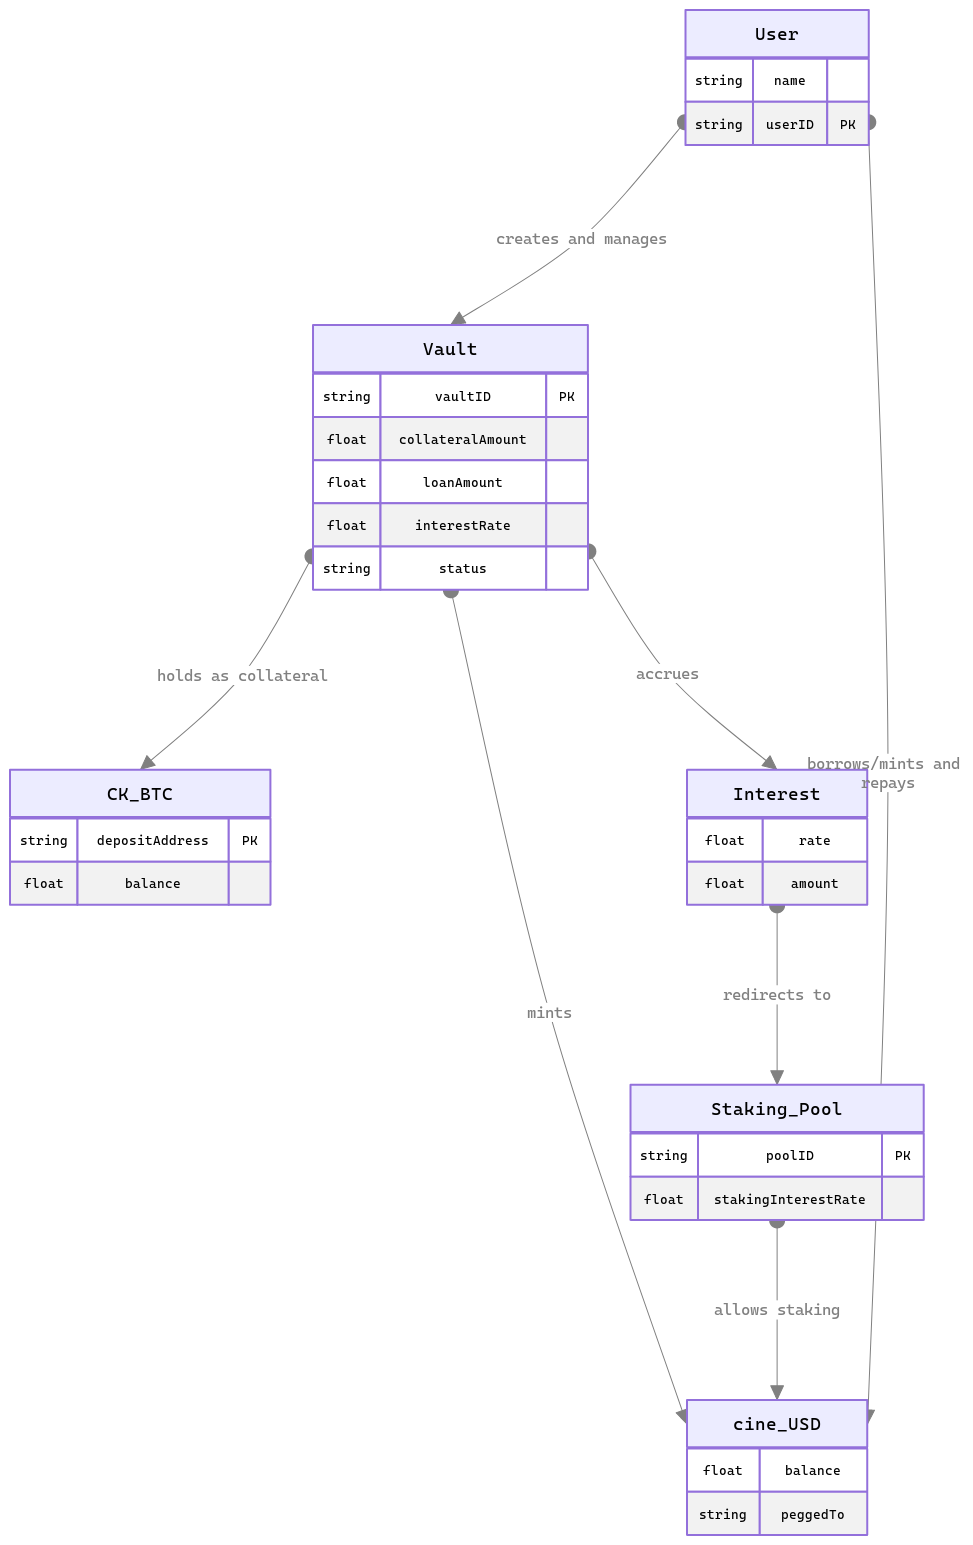 User
string name
string userID PK
creates and manages
Vault
string vaultID PK
float collateralAmount
float loanAmount
float interestRate
string status
holds as collateral
accrues
borrows/mints and
repays
CK_BTC
string depositAddress PK
float balance
Interest
float rate
float amount
redirects to
mints
Staking_Pool
string poolID PK
float stakingInterestRate
allows staking
cine_USD
float balance
string peggedTo